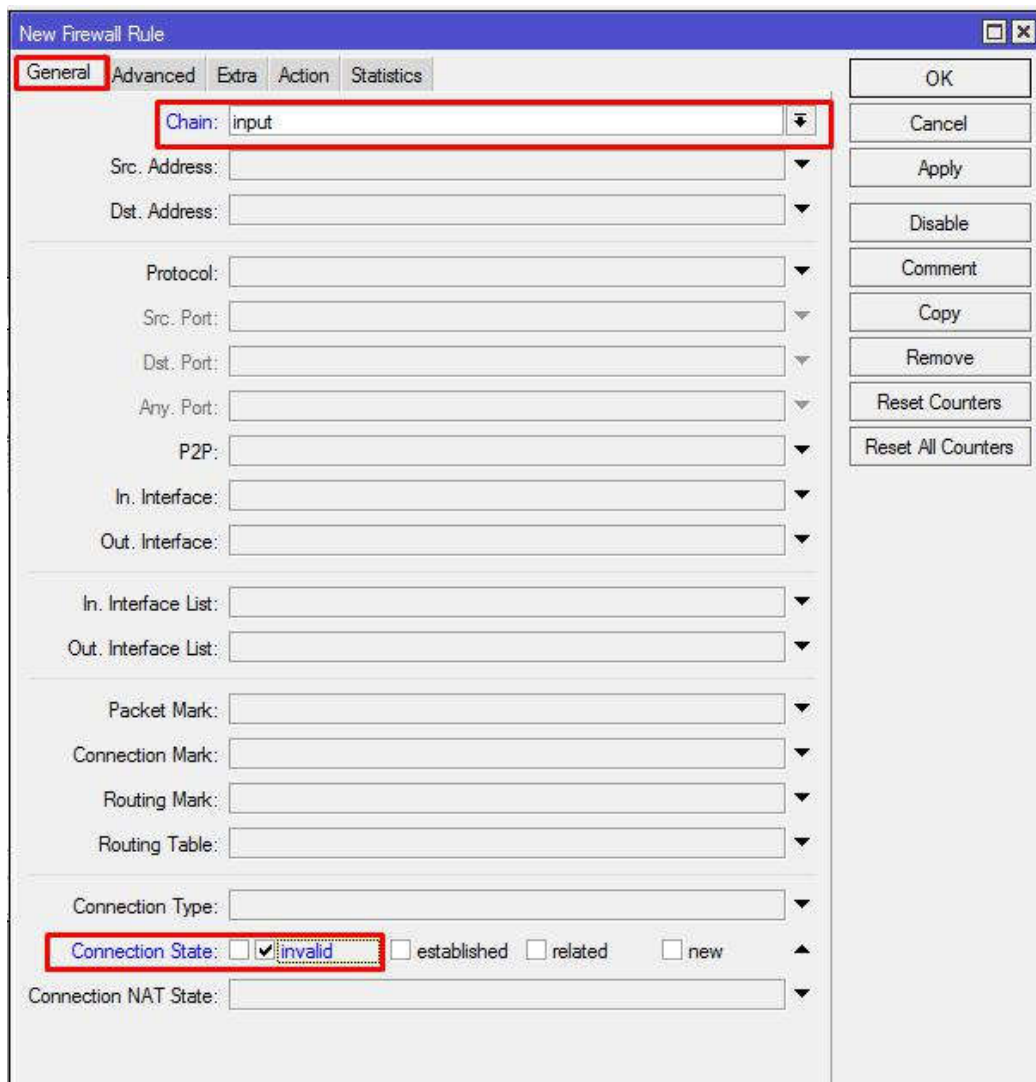 New Firewall Rule
General Advanced Extra Action Statistics
Chain: input
Src. Address:
Dst. Address:
Protocol:
Src. Port:
Dst. Port:
Any. Port:
P2P:
In. Interface:
Out. Interface:
In. Interface List:
Out. Interface List:
Packet Mark:
Connection Mark:
Routing Mark:
Routing Table:
Connection Type:
Connection State: invalid established related new
Connection NAT State:
OK
Cancel
Apply
Disable
Comment
Copy
Remove
Reset Counters
Reset All Counters